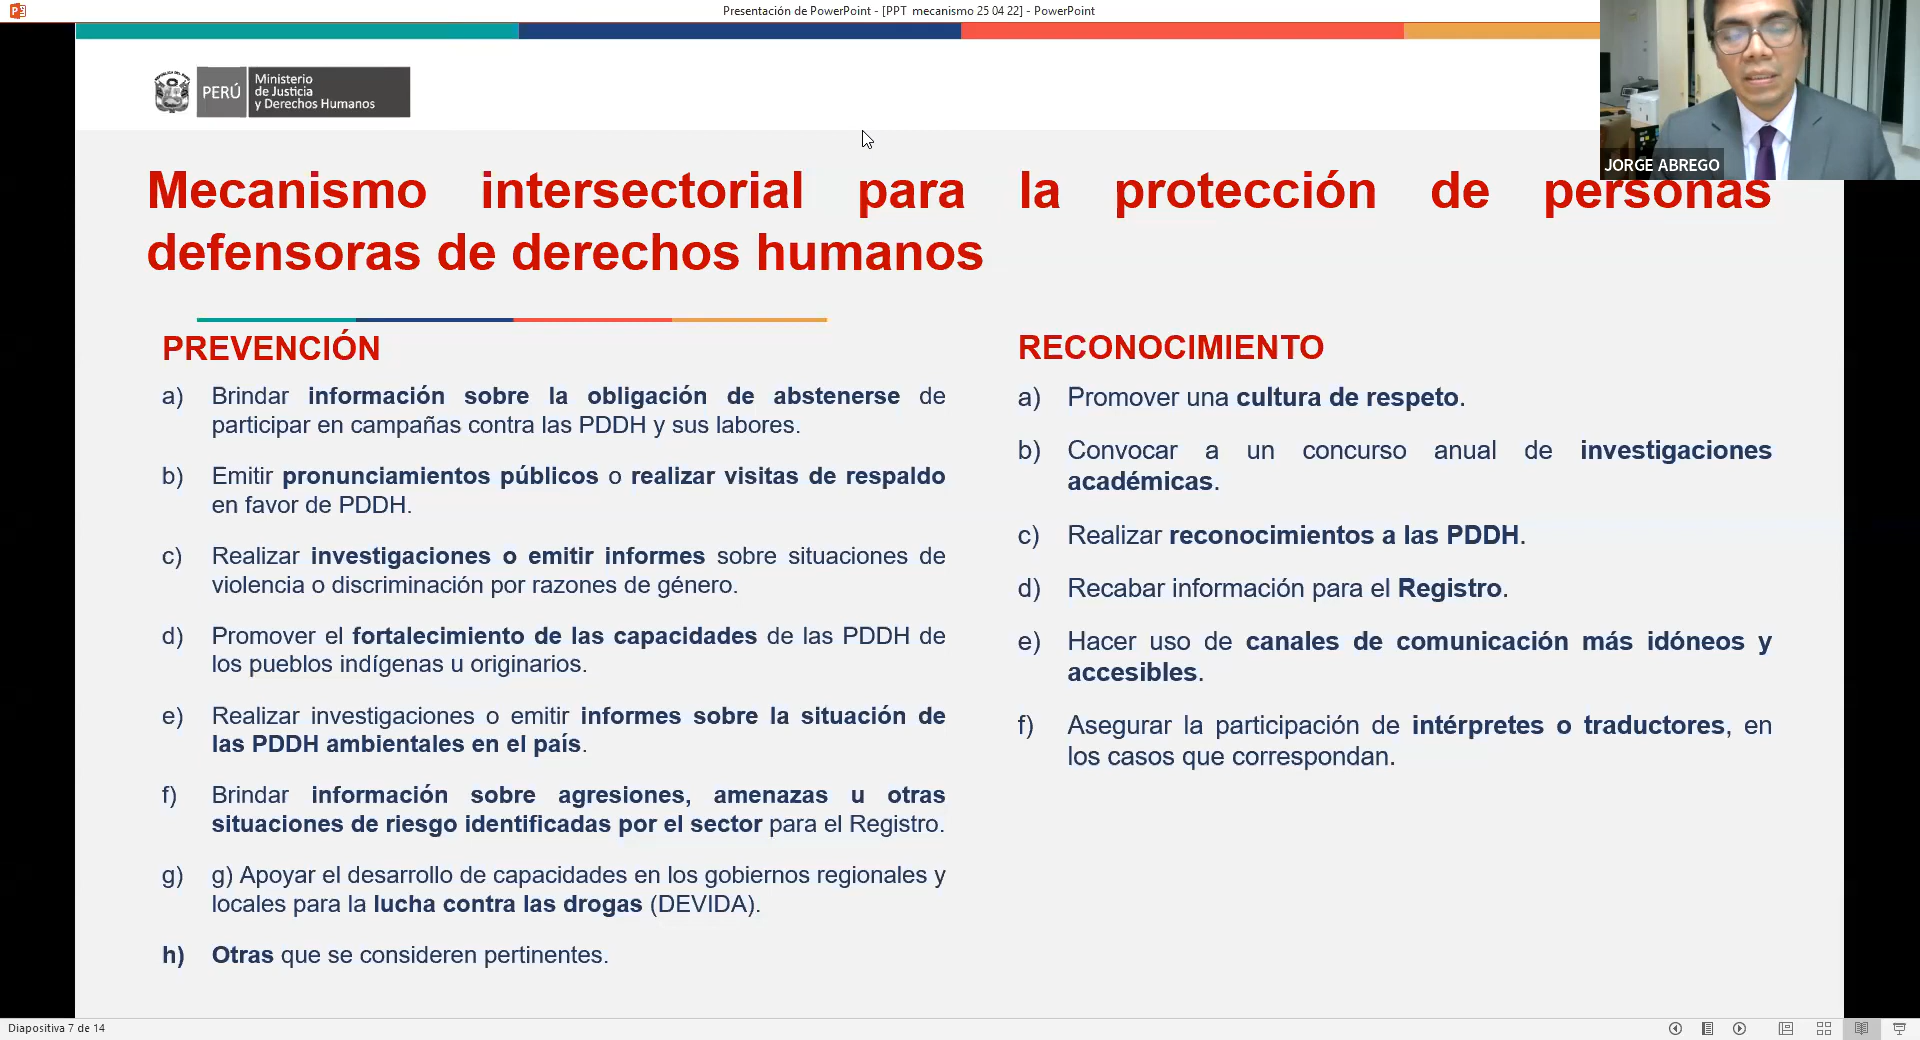 Presentación de PowerPoint - [PPT mecanismo 25 04 22] - PowerPoint
PERÚ
Ministerio
de Justicia
y Derechos Humanos
JORGE ABREGO
Mecanismo intersectorial para la protección de personas
defensoras de derechos humanos
PREVENCIÓN
a) Brindar información sobre la obligación de abstenerse de
participar en campañas contra las PDDH y sus labores.
b) Emitir pronunciamientos públicos o realizar visitas de respaldo
en favor de PDDH.
c) Realizar investigaciones o emitir informes sobre situaciones de
violencia o discriminación por razones de género.
d) Promover el fortalecimiento de las capacidades de las PDDH de
los pueblos indígenas u originarios.
e) Realizar investigaciones o emitir informes sobre la situación de
las PDDH ambientales en el país.
f) Brindar información sobre agresiones, amenazas u otras
situaciones de riesgo identificadas por el sector para el Registro.
g) g) Apoyar el desarrollo de capacidades en los gobiernos regionales y
locales para la lucha contra las drogas (DEVIDA).
h) Otras que se consideren pertinentes.
RECONOCIMIENTO
a) Promover una cultura de respeto.
b) Convocar a un concurso anual de investigaciones
académicas.
c) Realizar reconocimientos a las PDDH.
d) Recabar información para el Registro.
e) Hacer uso de canales de comunicación más idóneos y
accesibles.
f) Asegurar la participación de intérpretes o traductores, en
los casos que correspondan.
Diapositiva 7 de 14